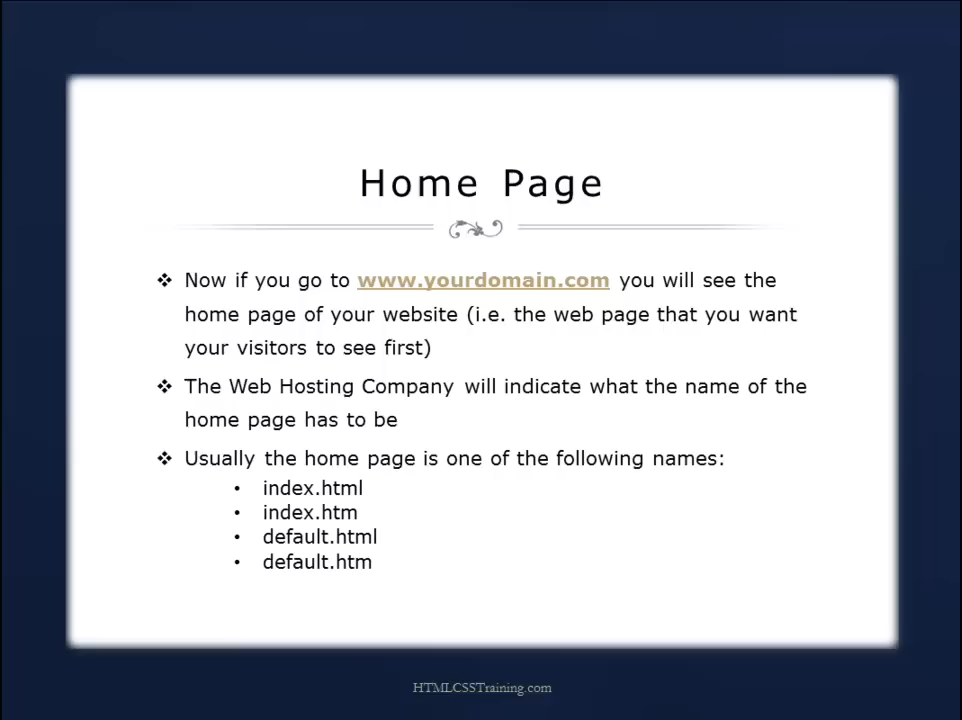 Home Page
❖ Now if you go to www.yourdomain.com you will see the
home page of your website (i.e. the web page that you want
your visitors to see first)
❖ The Web Hosting Company will indicate what the name of the
home page has to be
❖ Usually the home page is one of the following names:
• index.html
• index.htm
• default.html
• default.htm
HTMLCSSTraining.com